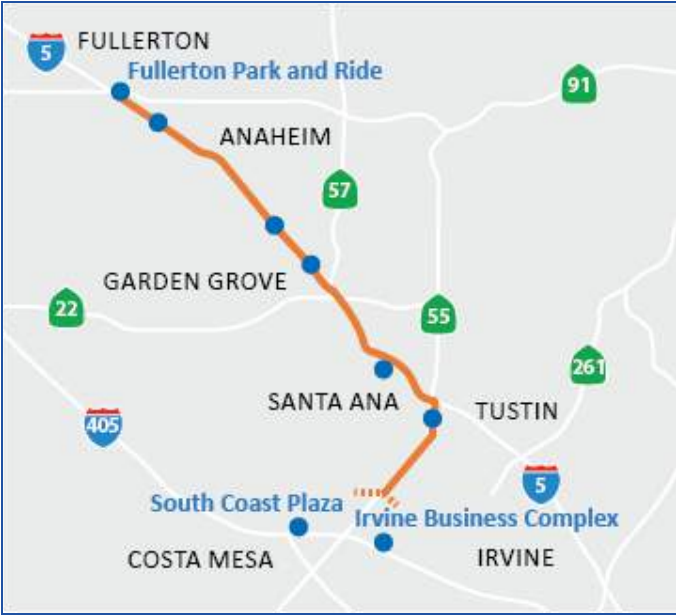 FULLERTON
5
Fullerton Park and Ride
91
ANAHEIM
57
GARDEN GROVE
22
55
261
SANTA ANA
TUSTIN
405
5
South Coast Plaza
Irvine Business Complex
COSTA MESA
IRVINE